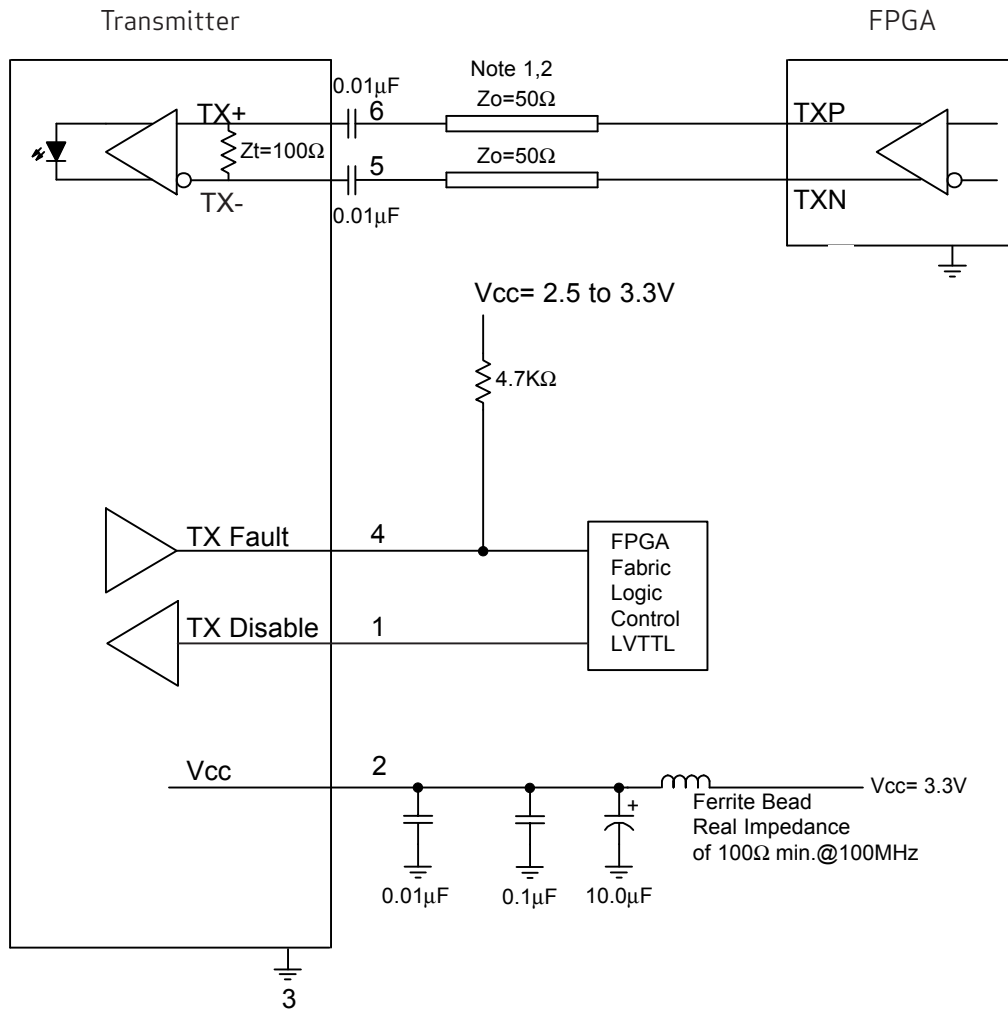 Transmitter
FPGA
0.01μF
6
Note 1,2
Zo=50Ω
TX+
TXP
Zt=100Ω
5
Zo=50Ω
TX-
0.01μF
TXN
Vcc= 2.5 to 3.3V
4.7KΩ
TX Fault
4
FPGA
Fabric
Logic
Control
LVTTL
TX Disable
1
Vcc
2
+
Vcc= 3.3V
Ferrite Bead
Real Impedance
of 100Ω min.@100MHz
0.01μF
0.1μF
10.0μF
3